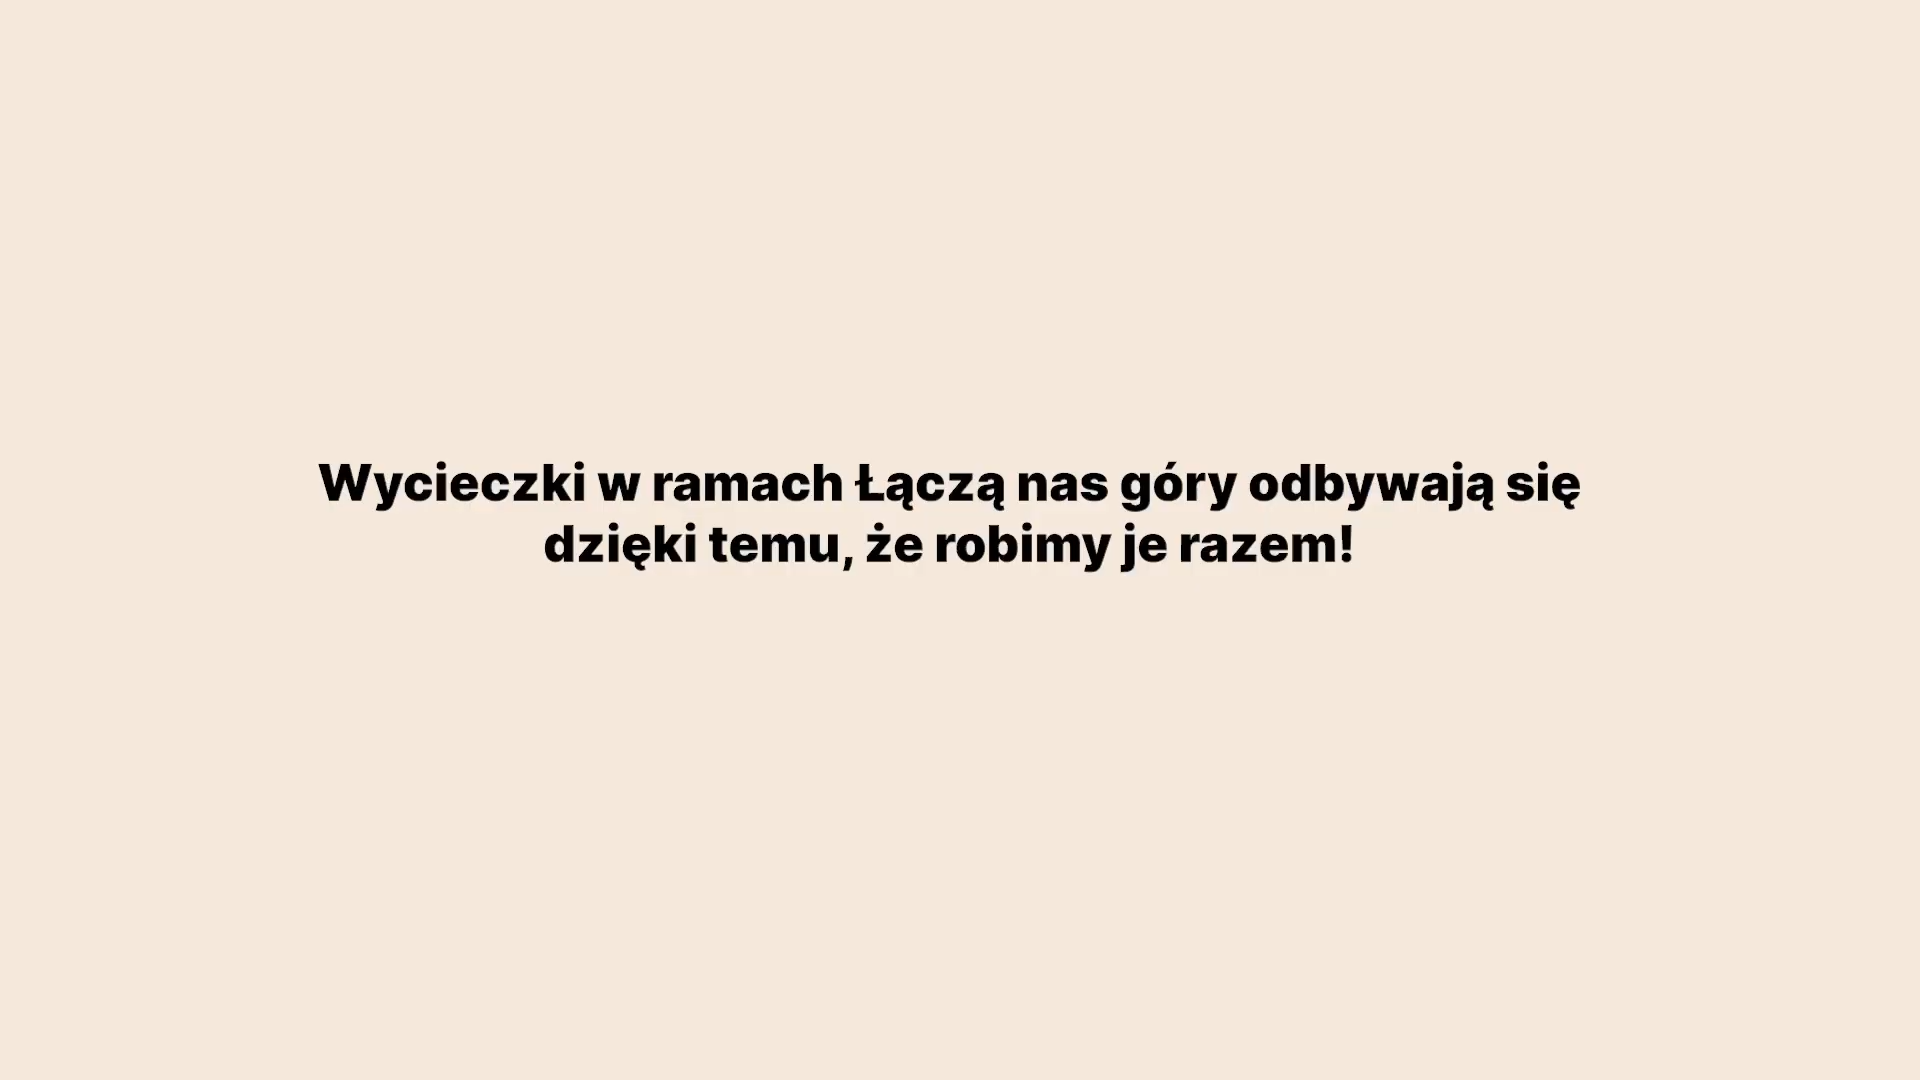 Wycieczki w ramach Łączą nas góry odbywają się
dzięki temu, że robimy je razem!